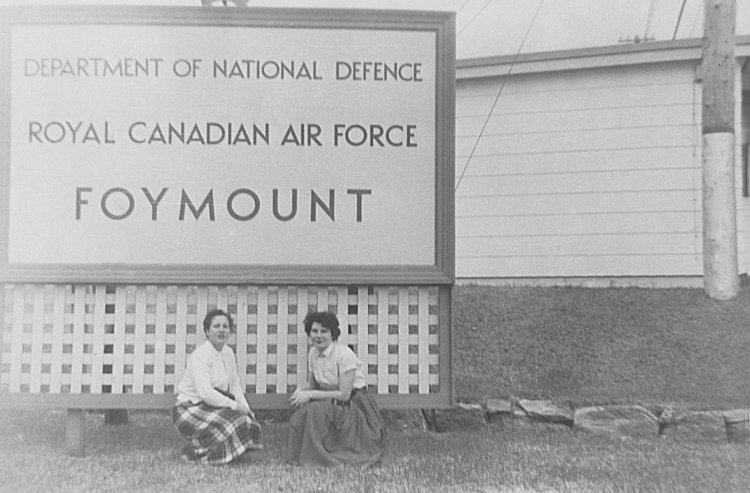 DEPARTMENT OF NATIONAL DEFENCE
ROYAL CANADIAN AIR FORCE
FOYMOUNT